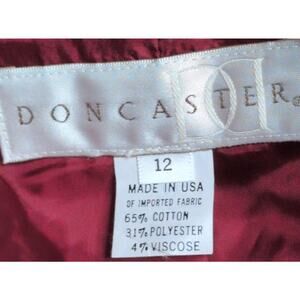 DONCASTER®
12
MADE IN USA
OF IMPORTED FABRIC
65% COTTON
31% POLYESTER
4% VISCOSE